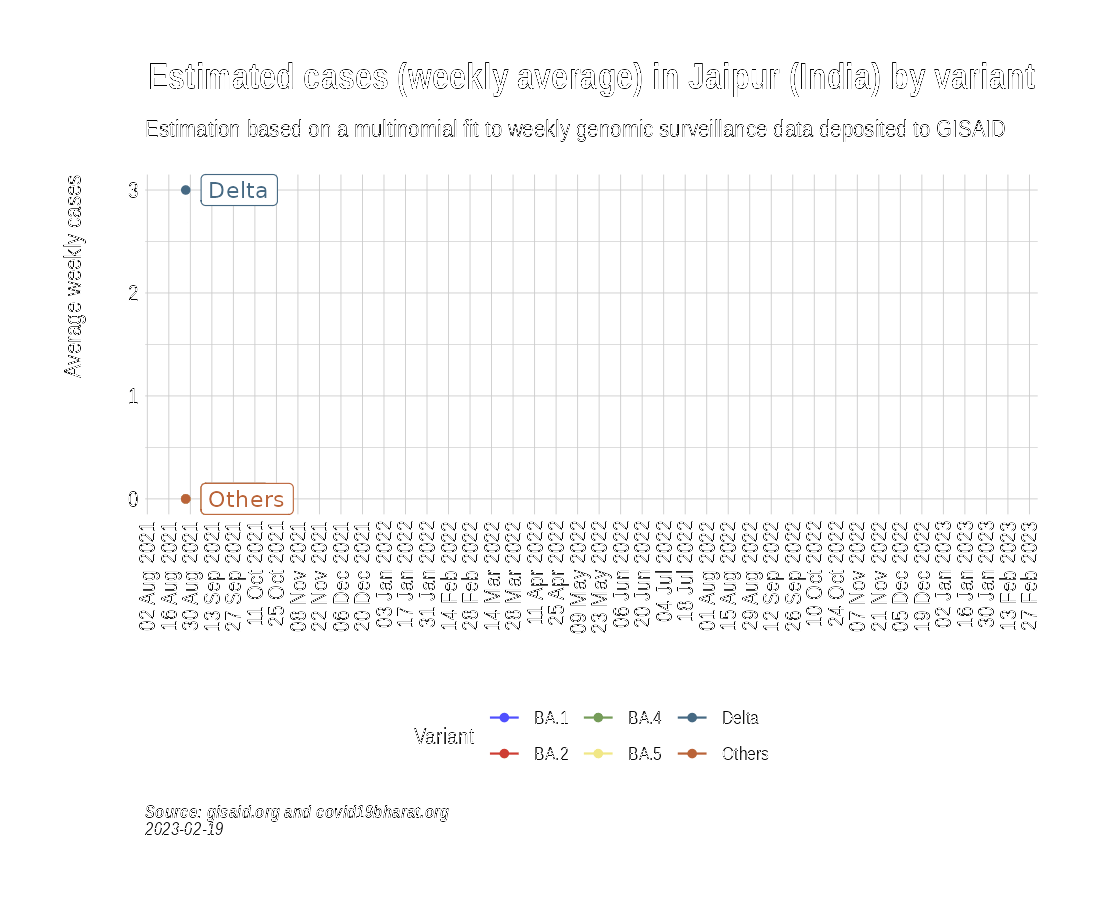 Estimated cases (weekly average) in Jaipur (India) by variant
Estimation based on a multinomial fit to weekly genomic surveillance data deposited to GISAID
Average weekly cases
3
2
1
0
Delta
Others
02 Aug 2021
16 Aug 2021
30 Aug 2021
13 Sep 2021
27 Sep 2021
11 Oct 2021
25 Oct 2021
08 Nov 2021
22 Nov 2021
06 Dec 2021
20 Dec 2021
03 Jan 2022
17 Jan 2022
31 Jan 2022
14 Feb 2022
28 Feb 2022
14 Mar 2022
28 Mar 2022
11 Apr 2022
25 Apr 2022
09 May 2022
23 May 2022
06 Jun 2022
20 Jun 2022
04 Jul 2022
18 Jul 2022
01 Aug 2022
15 Aug 2022
29 Aug 2022
12 Sep 2022
26 Sep 2022
10 Oct 2022
24 Oct 2022
07 Nov 2022
21 Nov 2022
05 Dec 2022
19 Dec 2022
02 Jan 2023
16 Jan 2023
30 Jan 2023
13 Feb 2023
27 Feb 2023
Variant
BA.1
BA.4
Delta
BA.2
BA.5
Others
Source: gisaid.org and covid19bharat.org
2023-02-19